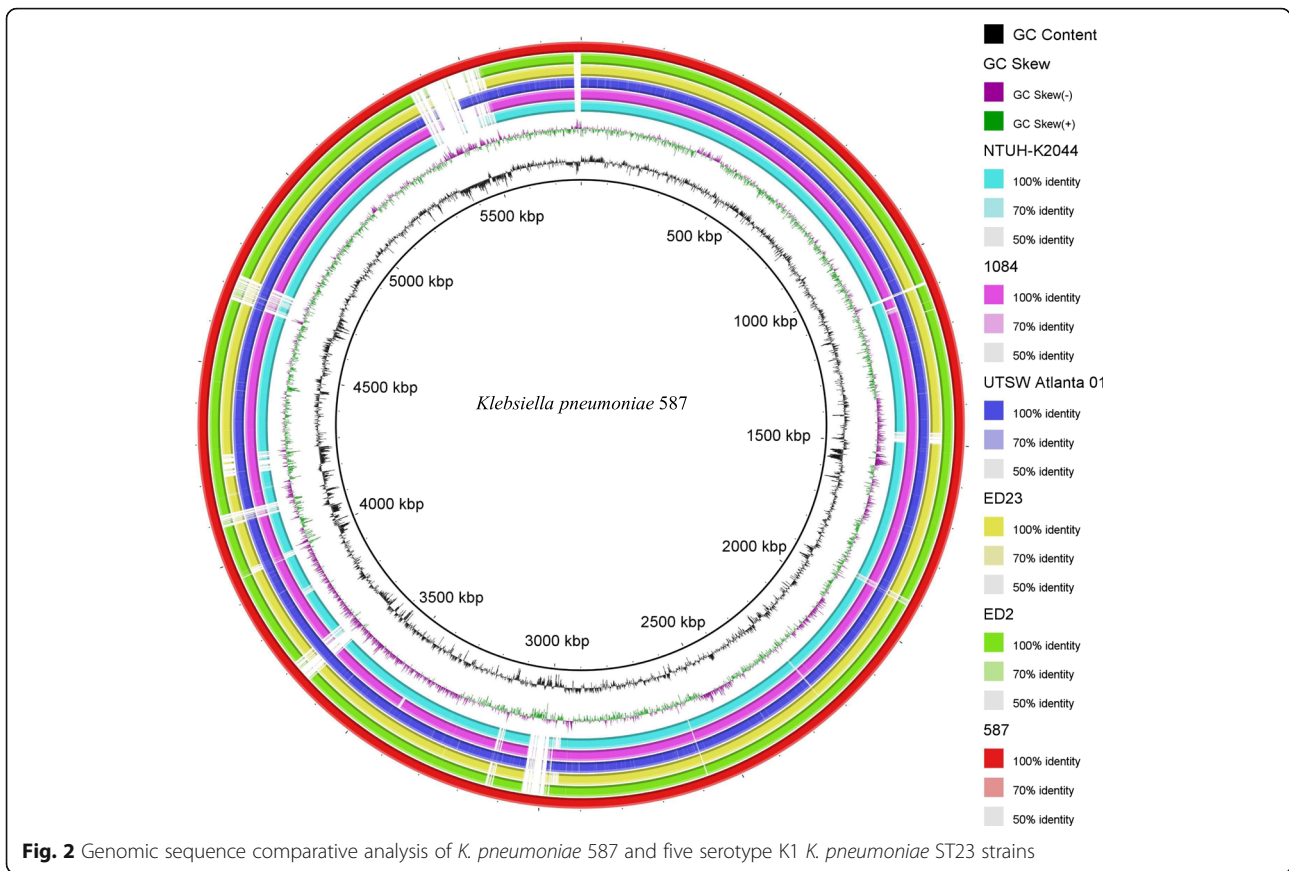 GC Content
GC Skew
GC Skew(-)
GC Skew(+)
NTUH-K2044
100% identity
70% identity
50% identity
1084
100% identity
70% identity
50% identity
UTSW Atlanta 01
100% identity
70% identity
50% identity
ED23
100% identity
70% identity
50% identity
ED2
100% identity
70% identity
50% identity
587
100% identity
70% identity
50% identity
5500 kbp
500 kbp
5000 kbp
1000 kbp
4500 kbp
Klebsiella pneumoniae 587
1500 kbp
4000 kbp
2000 kbp
3500 kbp
2500 kbp
3000 kbp
Fig. 2 Genomic sequence comparative analysis of K. pneumoniae 587 and five serotype K1 K. pneumoniae ST23 strains